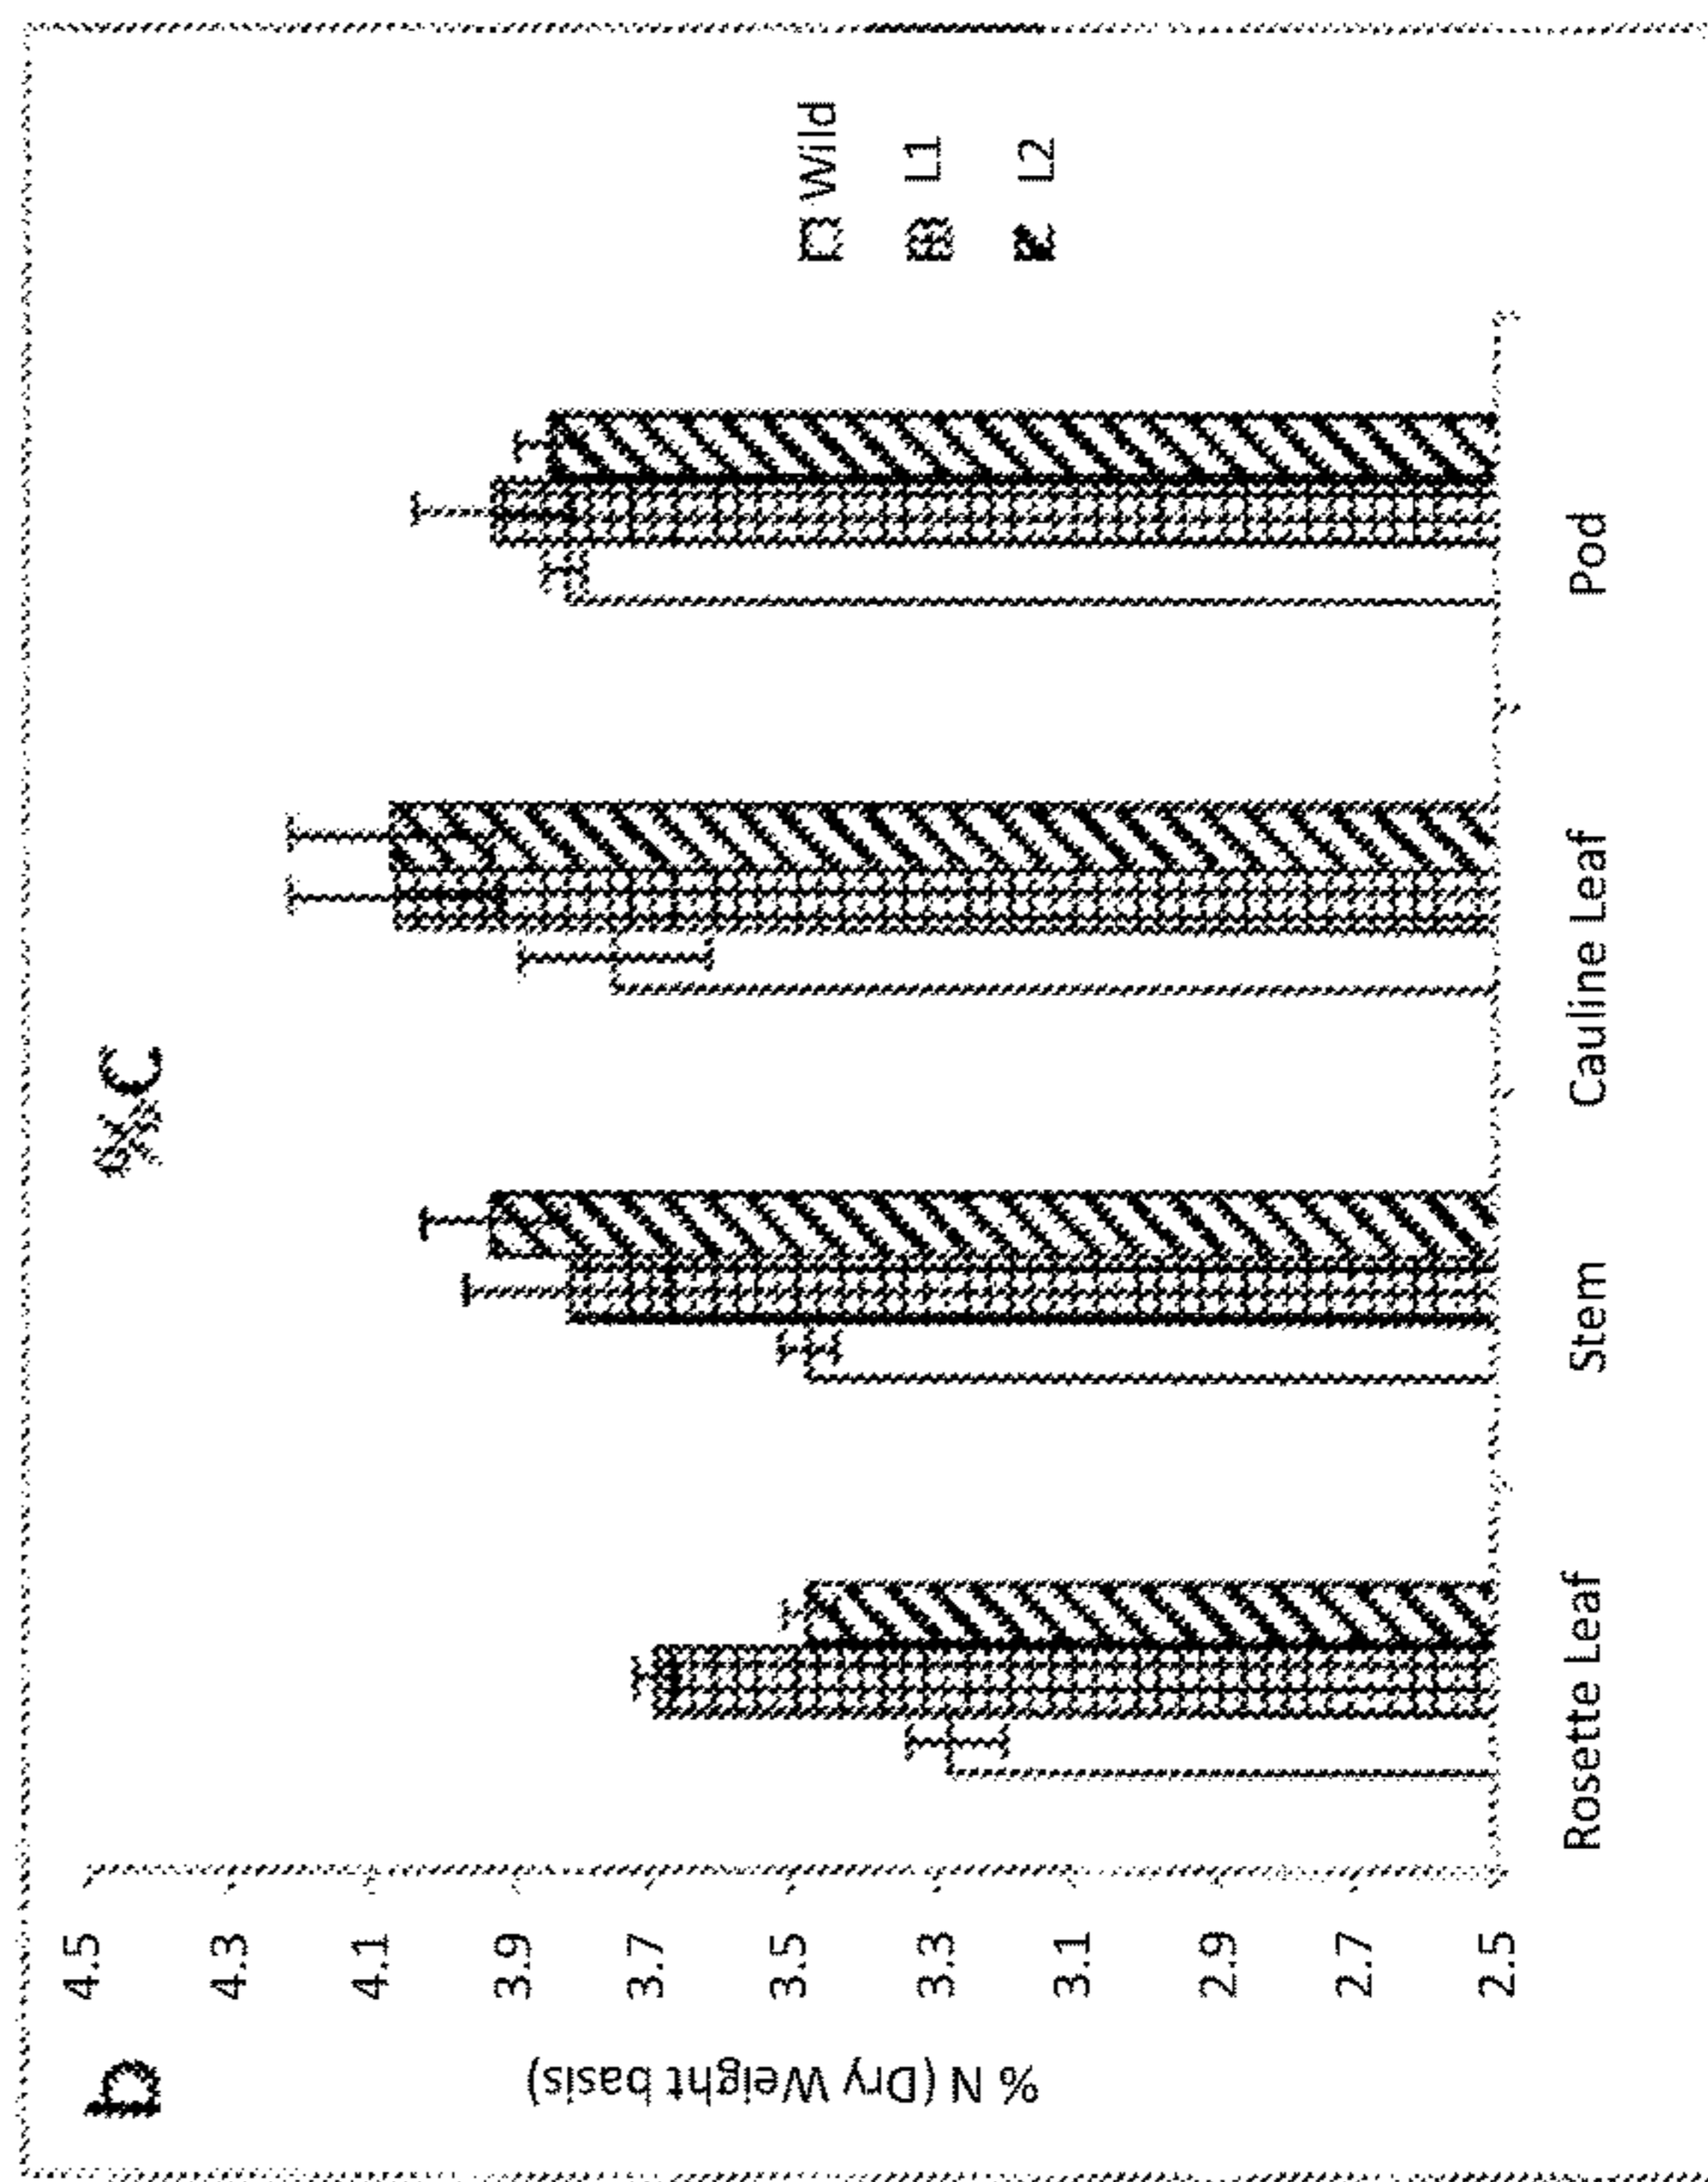 b
% C
% N (Dry Weight basis)
4.5
4.3
4.1
3.9
3.7
3.5
3.3
3.1
2.9
2.7
2.5
Rosette Leaf
Stem
Cauline Leaf
Pod
Wild
L1
L2